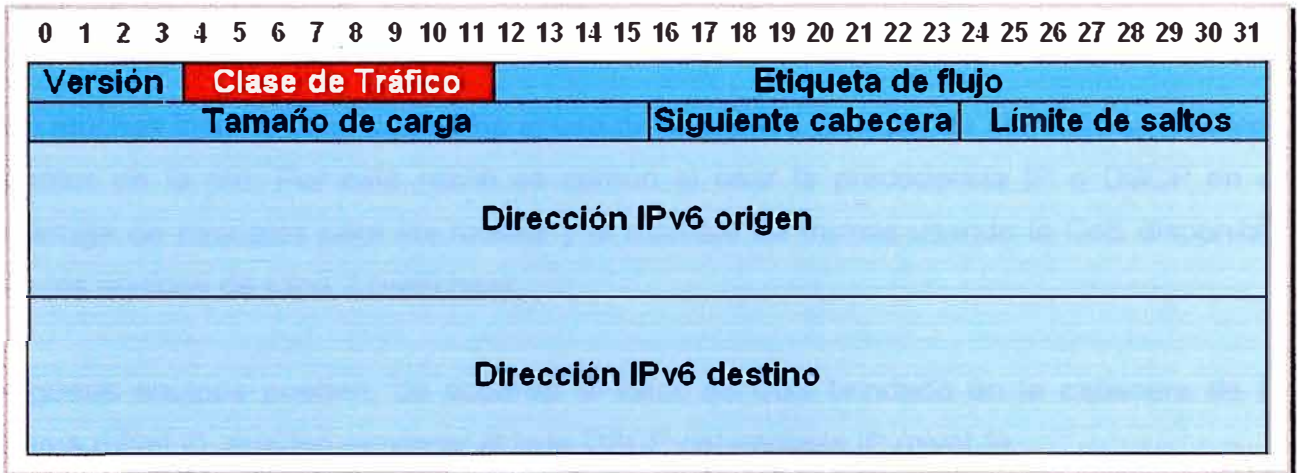 0 1 2 3 4 5 6 7 8 9 10 11 12 13 14 15 16 17 18 19 20 21 22 23 24 25 26 27 28 29 30 31
Versión Clase de Tráfico Etiqueta de flujo
Tamaño de carga Siguiente cabecera Límite de saltos
Dirección IPv6 origen
Dirección IPv6 destino